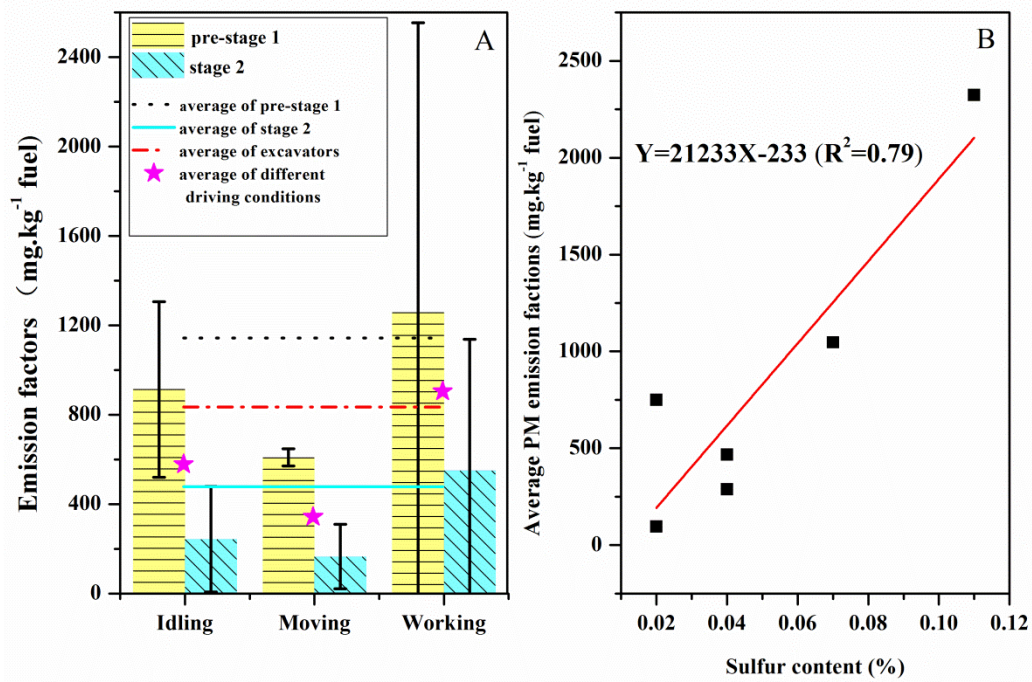 A
pre-stage 1
stage 2
average of pre-stage 1
average of stage 2
average of excavators
average of different
driving conditions
Emission factors (mg.kg⁻¹ fuel)
2400
2000
1600
1200
800
400
0
Idling
Moving
Working
B
Y=21233X-233 (R²=0.79)
Average PM emission factions (mg.kg⁻¹ fuel)
2500
2000
1500
1000
500
0
0.02
0.04
0.06
0.08
0.10
0.12
Sulfur content (%)